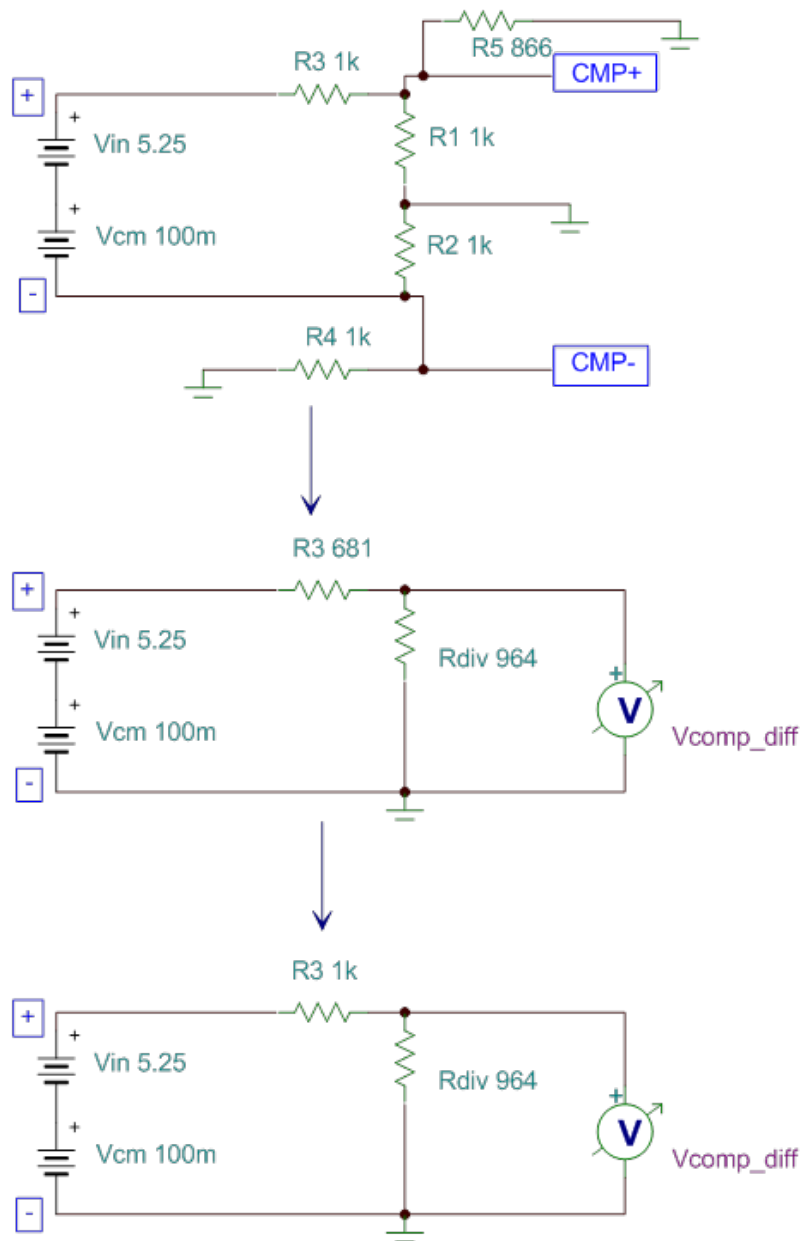 R5 866
R3 1k
CMP+
+
+
Vin 5.25
R1 1k
+
Vcm 100m
R2 1k
-
R4 1k
CMP-
R3 681
+
+
Vin 5.25
Rdiv 964
+
+
V
Vcm 100m
Vcomp_diff
-
R3 1k
+
+
Vin 5.25
Rdiv 964
+
+
V
Vcm 100m
Vcomp_diff
-